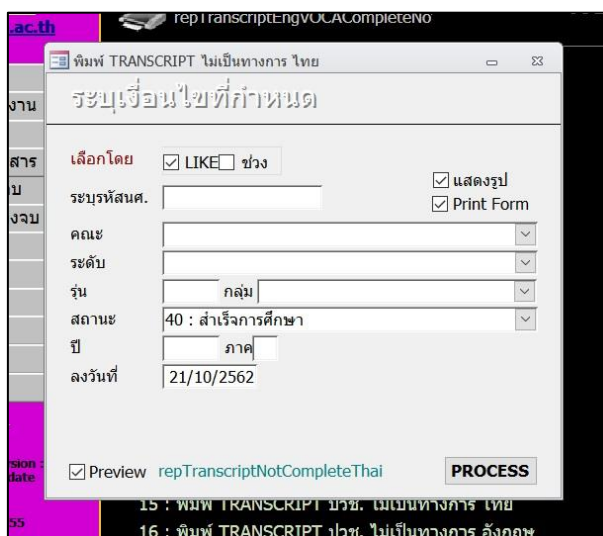 .ac.th
repTranscriptEngVOCACompleteNo
พิมพ์ TRANSCRIPT ไม่เป็นทางการ ไทย
ระบุเงื่อนไขที่กำหนด
งาน
สาร
งจบ
เลือกโดย LIKE ช่วง
แสดงรูป
ระบุรหัสนศ.
Print Form
คณะ
ระดับ
รุ่น กลุ่ม
สถานะ 40 : สำเร็จการศึกษา
ปี ภาค
ลงวันที่ 21/10/2562
Preview repTranscriptNotCompleteThai PROCESS
rsion :
date
55
15 : พิมพ์ TRANSCRIPT ปวช. ไม่เป็นทางการ ไทย
16 : พิมพ์ TRANSCRIPT ปวช. ไม่เป็นทางการ อังกฤษ